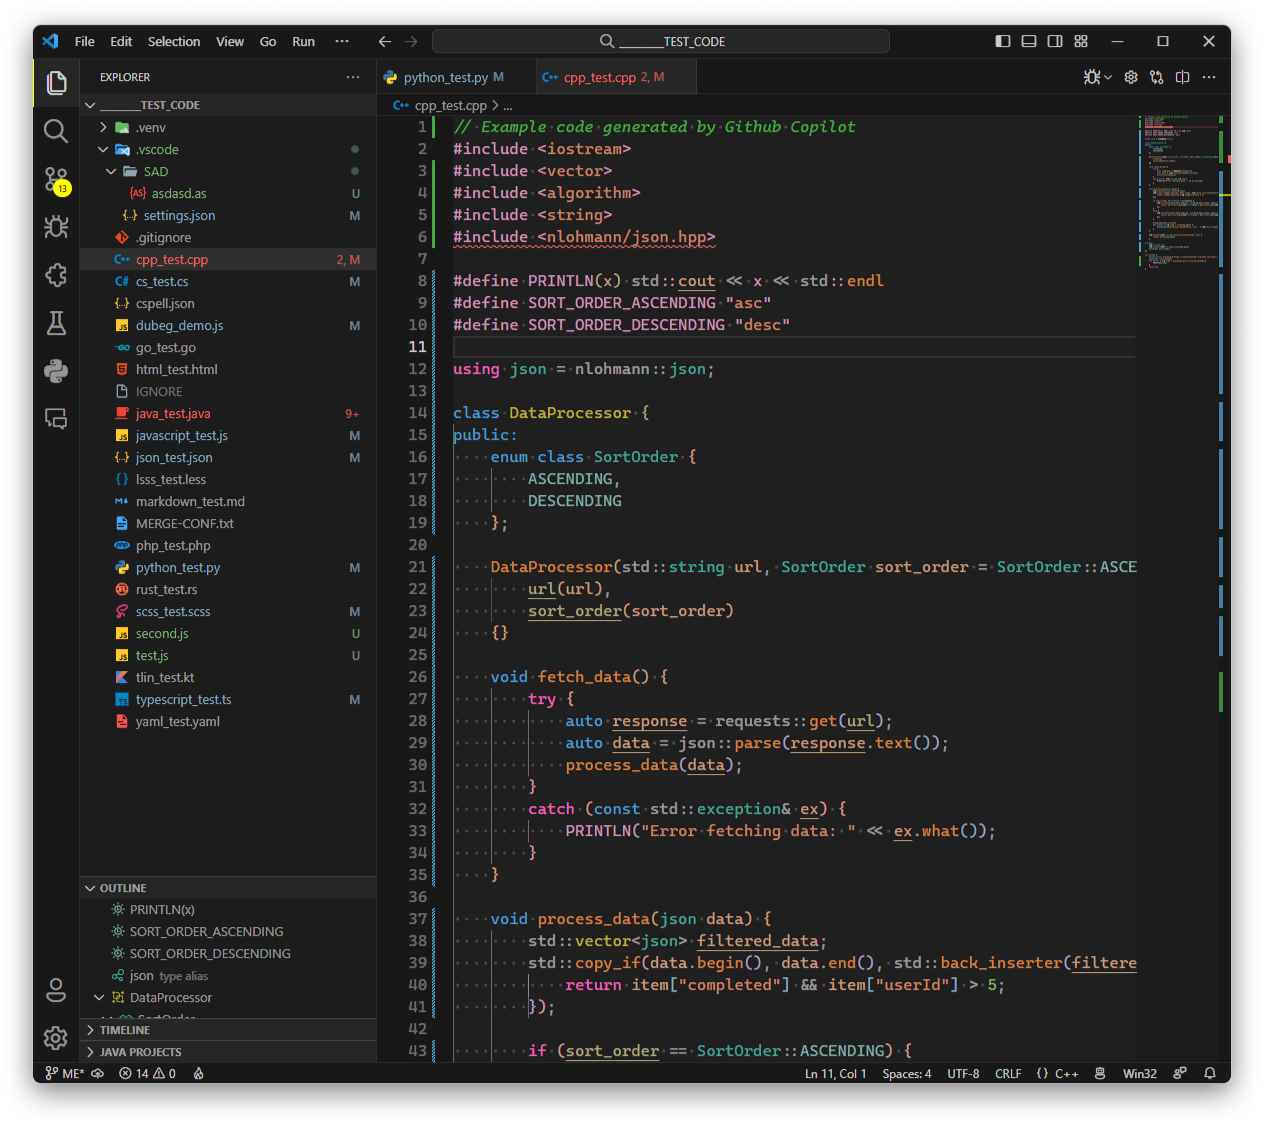 File Edit Selection View Go Run ··· ______TEST_CODE
EXPLORER ···
______TEST_CODE
.venv
.vscode
SAD
asdasd.as U
{..} settings.json M
.gitignore
cpp_test.cpp 2, M
C# cs_test.cs M
{..} cspell.json
JS dubeg_demo.js M
GO go_test.go
html_test.html
IGNORE
java_test.java 9+
JS javascript_test.js M
{..} json_test.json M
{} lsss_test.less
markdown_test.md
MERGE-CONF.txt
php php_test.php
python_test.py M
rust_test.rs
scss_test.scss M
JS second.js U
JS test.js U
tlin_test.kt
TS typescript_test.ts M
yaml_test.yaml
13
OUTLINE
PRINTLN(x)
SORT_ORDER_ASCENDING
SORT_ORDER_DESCENDING
json type alias
DataProcessor
SortOrder
TIMELINE
JAVA PROJECTS
python_test.py M
C++ cpp_test.cpp 2, M
C++ cpp_test.cpp > ...
1 // Example code generated by Github Copilot
2 #include <iostream>
3 #include <vector>
4 #include <algorithm>
5 #include <string>
6 #include <nlohmann/json.hpp>
7
8 #define PRINTLN(x) std::cout << x << std::endl
9 #define SORT_ORDER_ASCENDING "asc"
10 #define SORT_ORDER_DESCENDING "desc"
11
12 using json = nlohmann::json;
13
14 class DataProcessor {
15 public:
16 enum class SortOrder {
17 ASCENDING,
18 DESCENDING
19 };
20
21 DataProcessor(std::string url, SortOrder sort_order = SortOrder::ASCE
22 url(url),
23 sort_order(sort_order)
24 {}
25
26 void fetch_data() {
27 try {
28 auto response = requests::get(url);
29 auto data = json::parse(response.text());
30 process_data(data);
31 }
32 catch (const std::exception& ex) {
33 PRINTLN("Error fetching data: " << ex.what());
34 }
35 }
36
37 void process_data(json data) {
38 std::vector<json> filtered_data;
39 std::copy_if(data.begin(), data.end(), std::back_inserter(filtere
40 return item["completed"] && item["userId"] > 5;
41 });
42
43 if (sort_order == SortOrder::ASCENDING) {
ME* 14 0 Ln 11, Col 1 Spaces: 4 UTF-8 CRLF {} C++ Win32